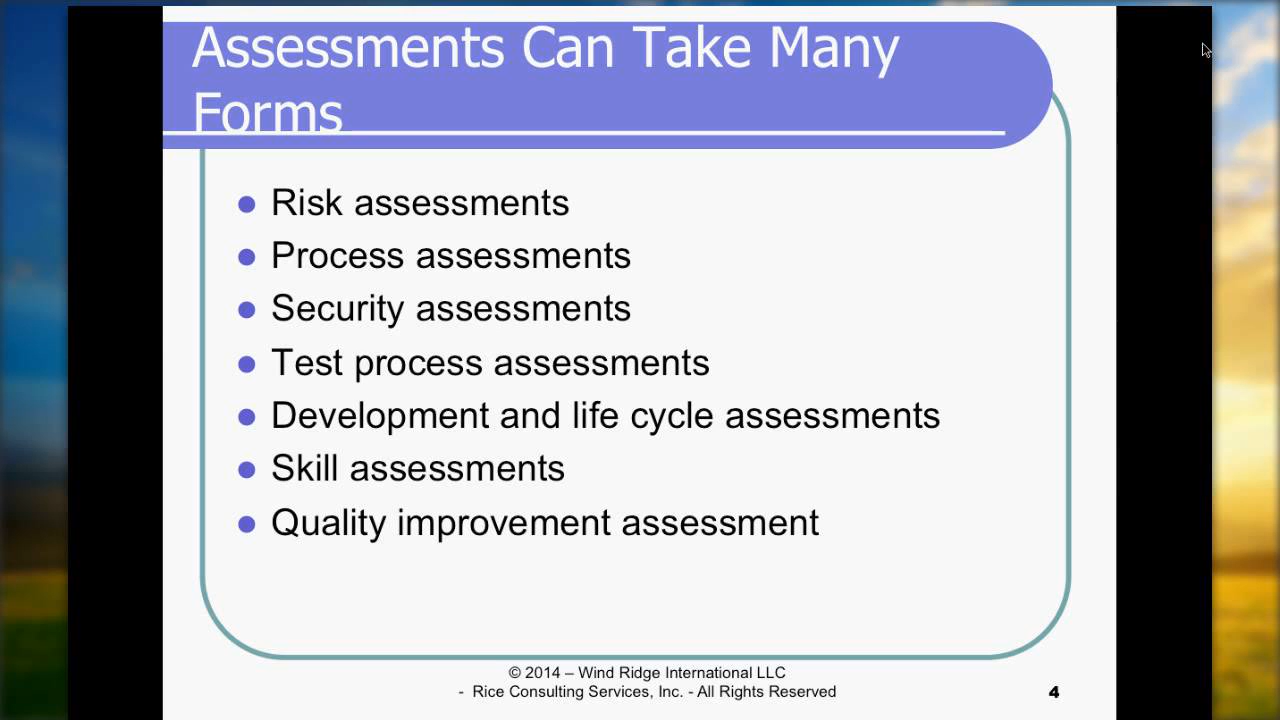 Assessments Can Take Many
Forms
● Risk assessments
● Process assessments
● Security assessments
● Test process assessments
● Development and life cycle assessments
● Skill assessments
● Quality improvement assessment
© 2014 – Wind Ridge International LLC
- Rice Consulting Services, Inc. - All Rights Reserved
4